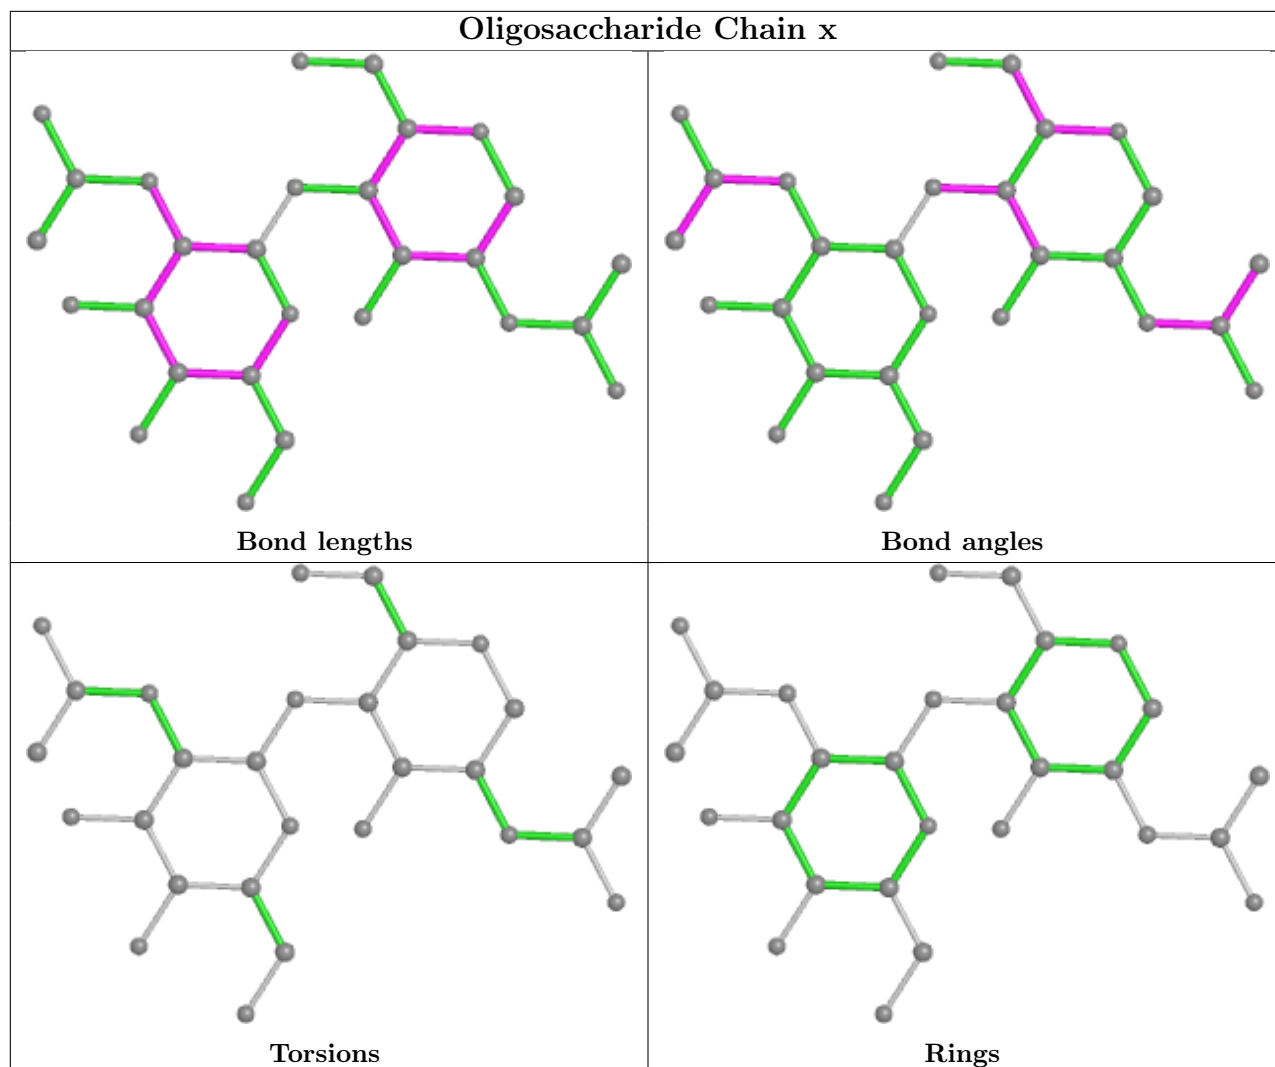 Oligosaccharide Chain x
Bond lengths
Bond angles
Torsions
Rings